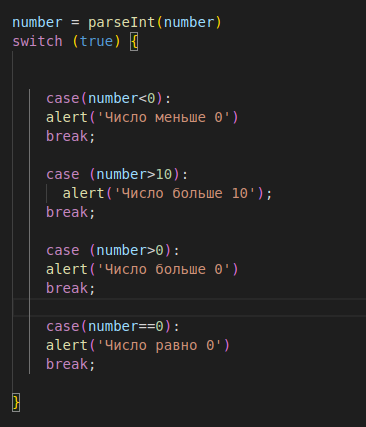 number = parseInt(number)
switch (true) {
case(number<0):
alert('Число меньше 0')
break;
case (number>10):
alert('Число больше 10');
break;
case (number>0):
alert('Число больше 0')
break;
case(number==0):
alert('Число равно 0')
break;
}